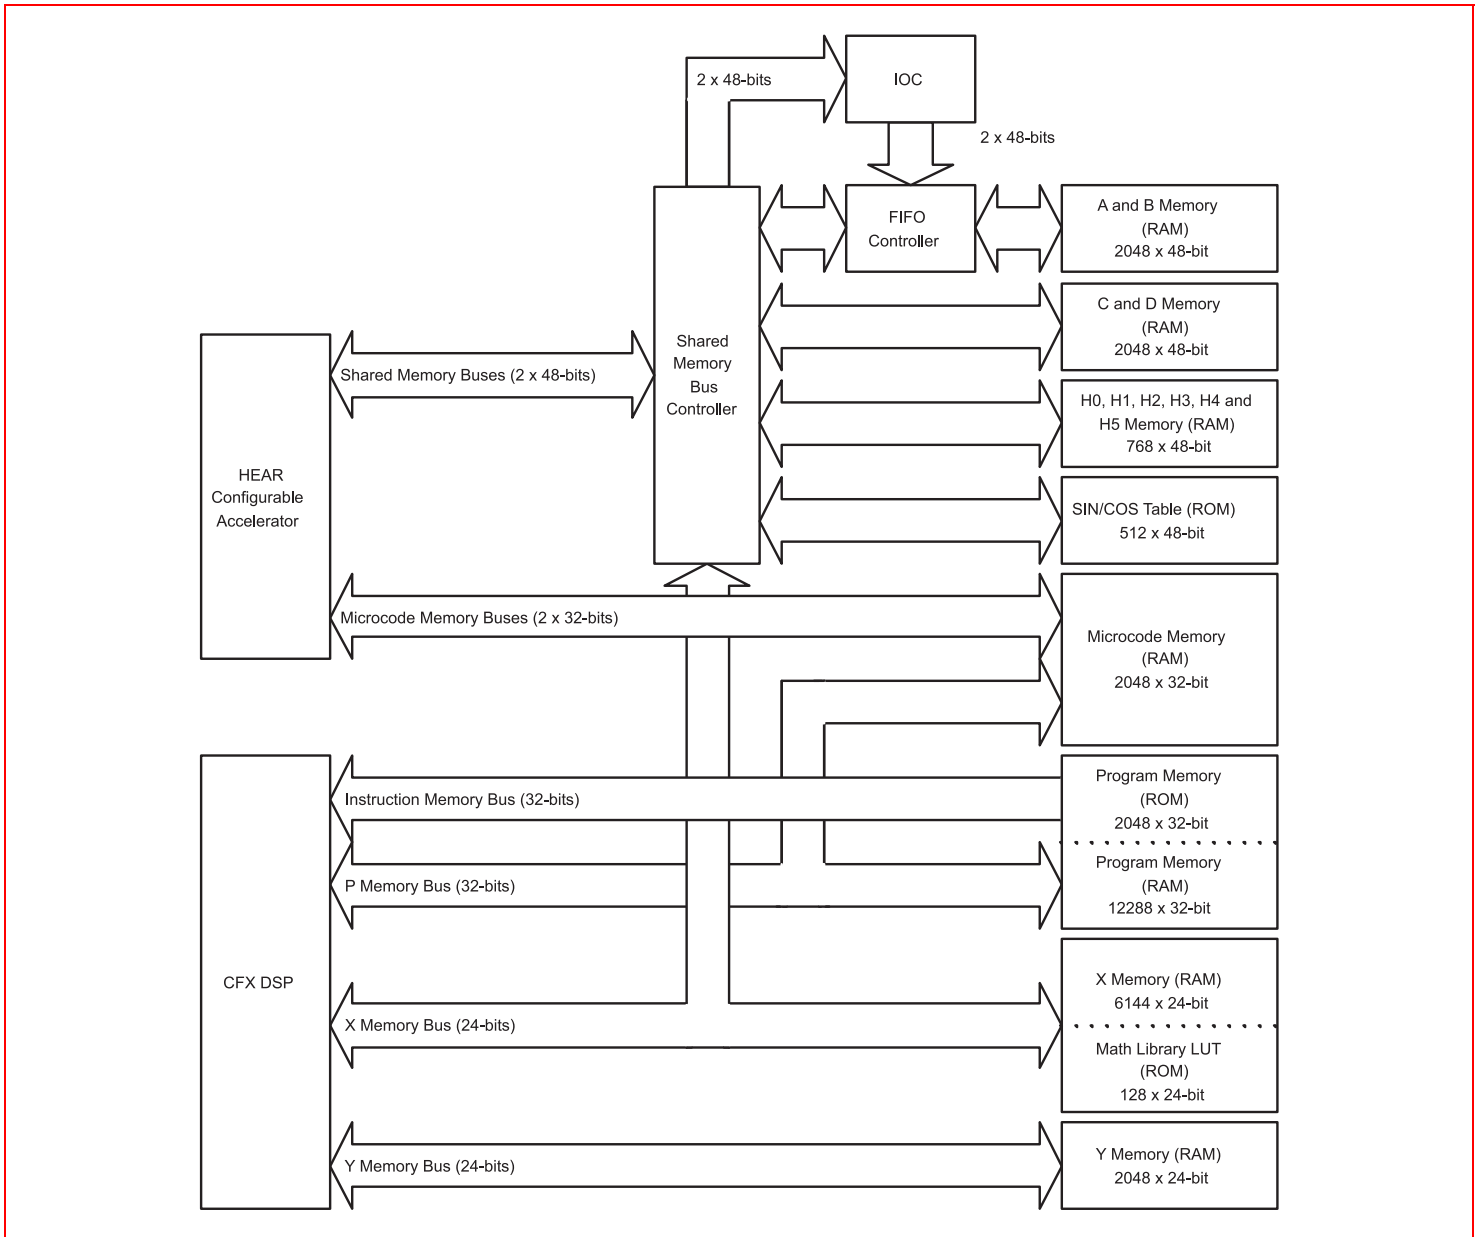 2 x 48-bits
IOC
2 x 48-bits
A and B Memory
(RAM)
2048 x 48-bit
FIFO
Controller
C and D Memory
(RAM)
2048 x 48-bit
Shared
Memory
Bus
Controller
Shared Memory Buses (2 x 48-bits)
H0, H1, H2, H3, H4 and
H5 Memory (RAM)
768 x 48-bit
HEAR
Configurable
Accelerator
SIN/COS Table (ROM)
512 x 48-bit
Microcode Memory Buses (2 x 32-bits)
Microcode Memory
(RAM)
2048 x 32-bit
Instruction Memory Bus (32-bits)
Program Memory
(ROM)
2048 x 32-bit
P Memory Bus (32-bits)
Program Memory
(RAM)
12288 x 32-bit
CFX DSP
X Memory (RAM)
6144 x 24-bit
X Memory Bus (24-bits)
Math Library LUT
(ROM)
128 x 24-bit
Y Memory Bus (24-bits)
Y Memory (RAM)
2048 x 24-bit